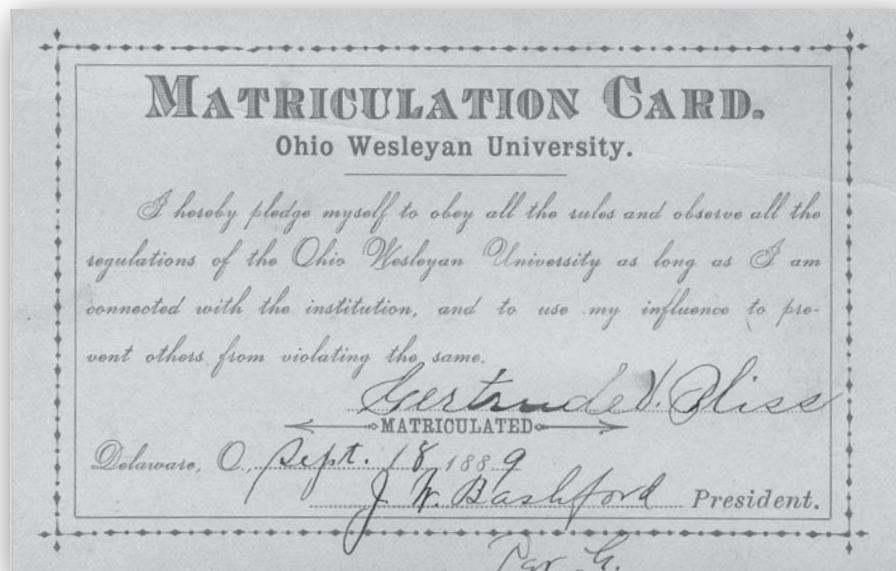 MATRICULATION CARD.
Ohio Wesleyan University.
I hereby pledge myself to obey all the rules and observe all the
regulations of the Ohio Wesleyan University as long as I am
connected with the institution, and to use my influence to pre-
vent others from violating the same.
Gertrude V. Bliss
MATRICULATED
Delaware, O., Sept. 18 1889
J. W. Bashford President.
Per G.